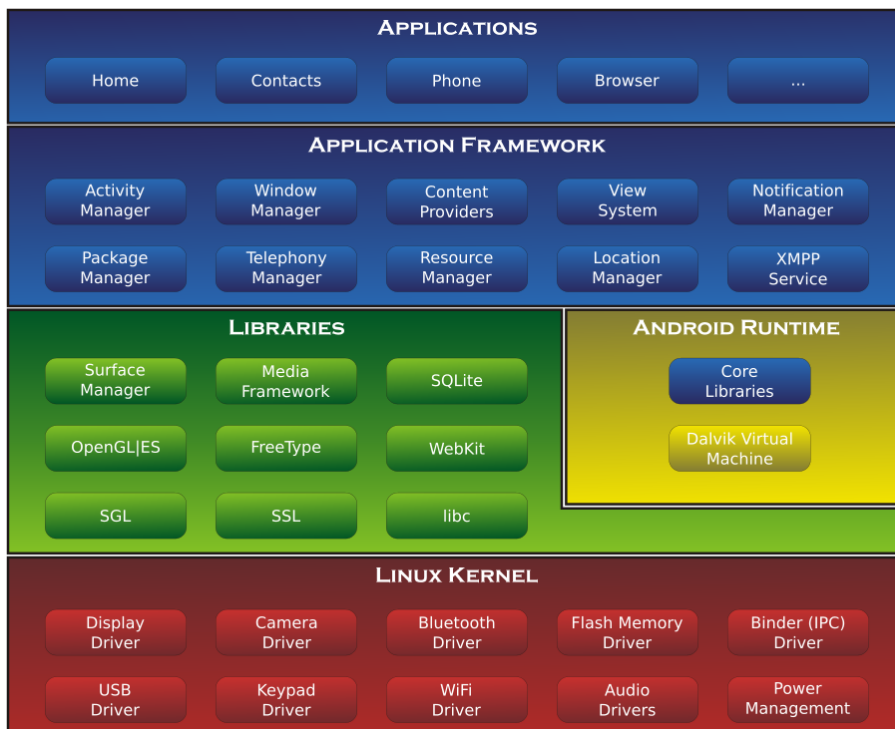 APPLICATIONS
Home
Contacts
Phone
Browser
...
APPLICATION FRAMEWORK
Activity
Manager
Window
Manager
Content
Providers
View
System
Notification
Manager
Package
Manager
Telephony
Manager
Resource
Manager
Location
Manager
XMPP
Service
LIBRARIES
Surface
Manager
Media
Framework
SQLite
OpenGL|ES
FreeType
WebKit
SGL
SSL
libc
ANDROID RUNTIME
Core
Libraries
Dalvik Virtual
Machine
LINUX KERNEL
Display
Driver
Camera
Driver
Bluetooth
Driver
Flash Memory
Driver
Binder (IPC)
Driver
USB
Driver
Keypad
Driver
WiFi
Driver
Audio
Drivers
Power
Management